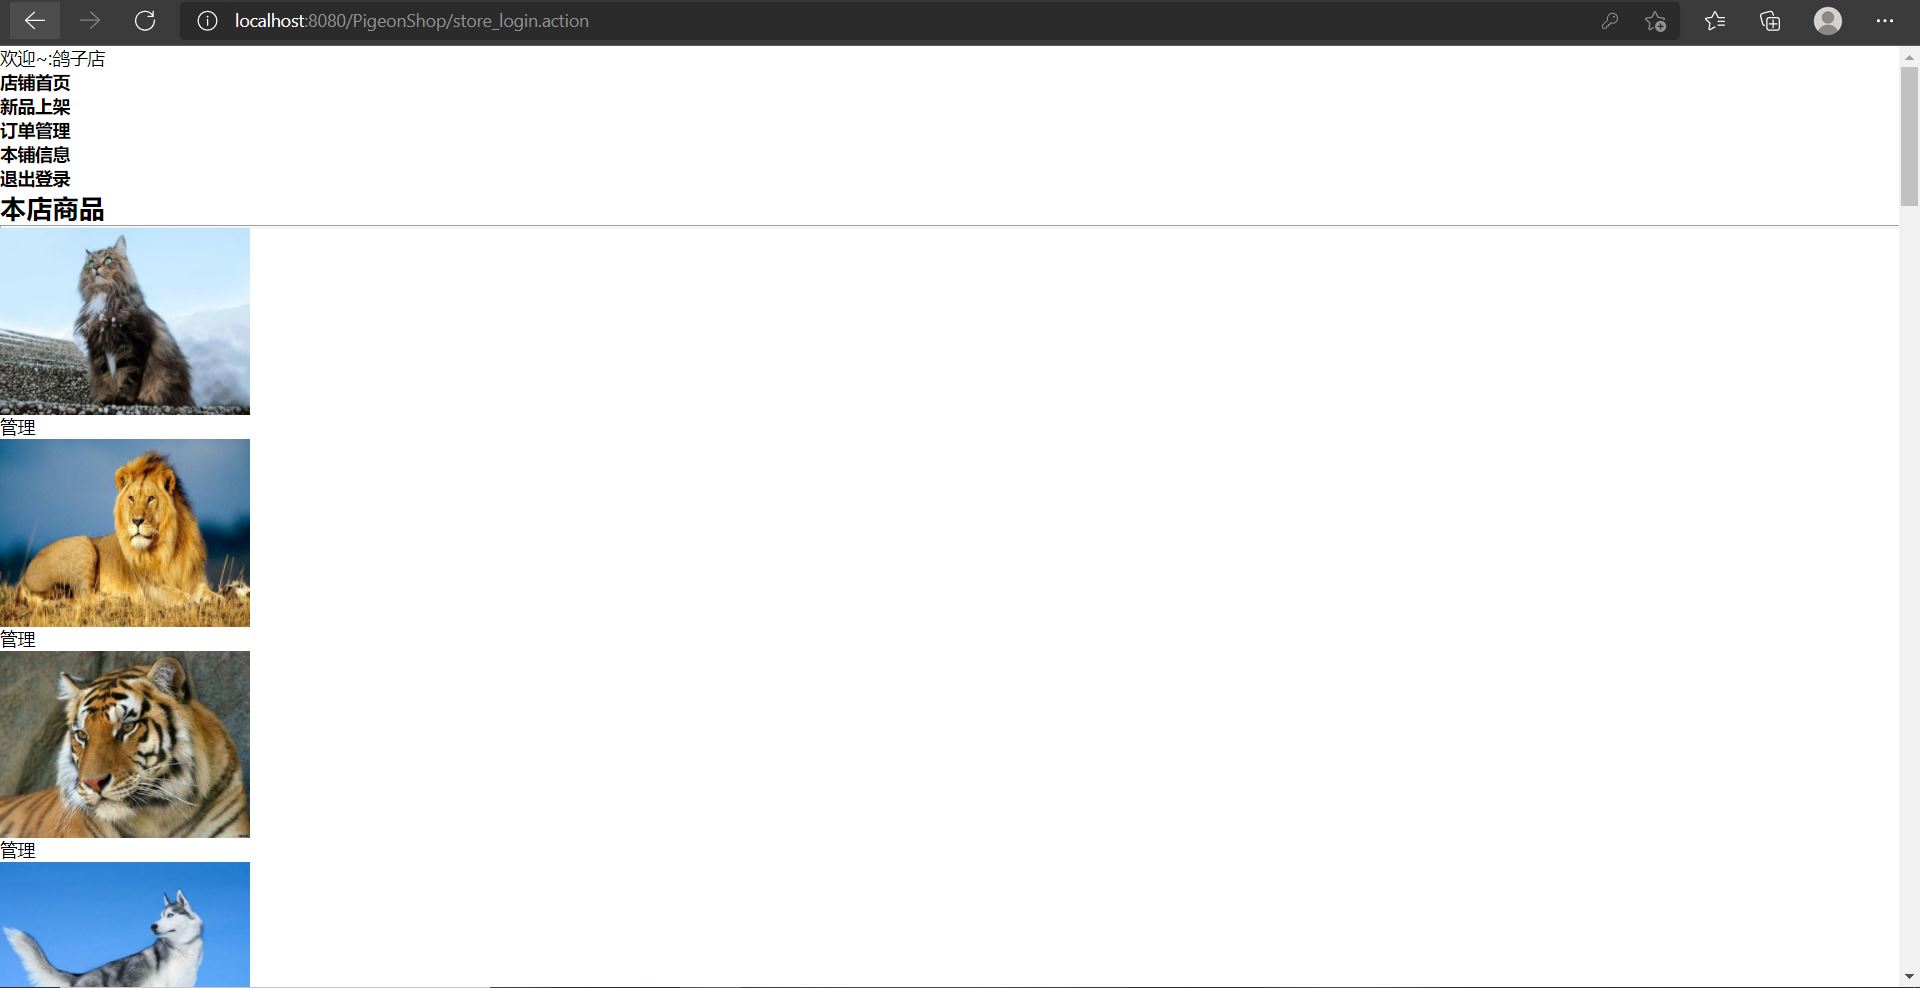 localhost:8080/PigeonShop/store_login.action
欢迎~:鸽子店
店铺首页
新品上架
订单管理
本铺信息
退出登录
本店商品
管理
管理
管理